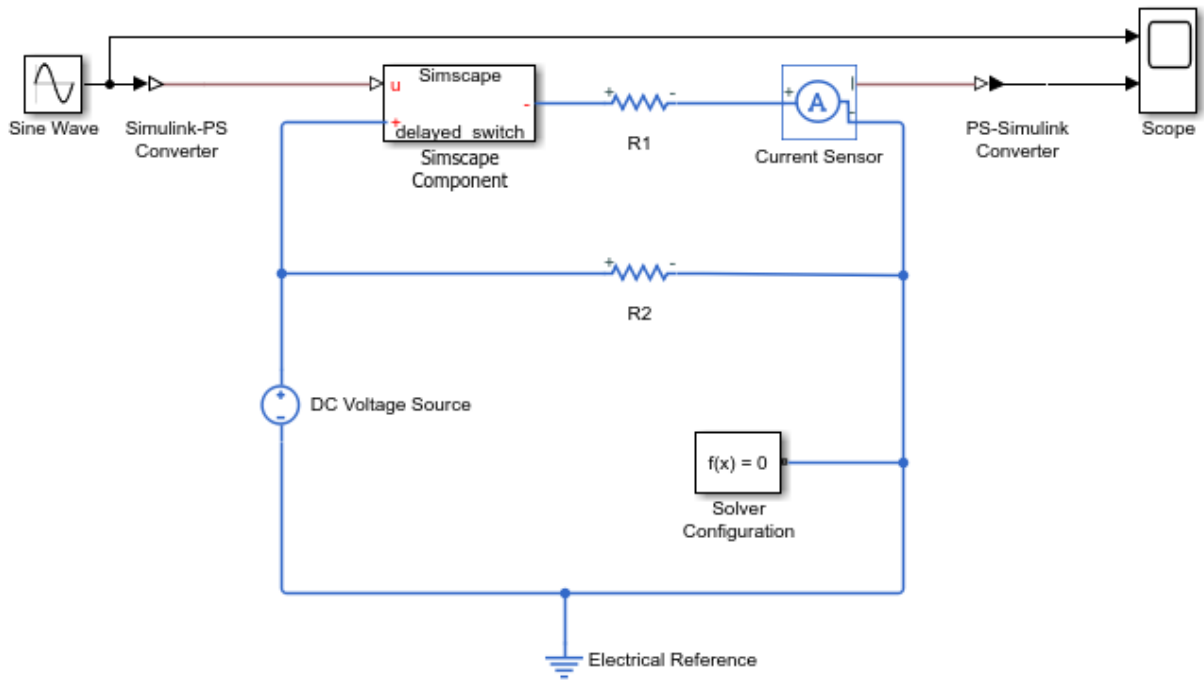 Simscape
u
-
+
delayed_switch
+
-
+
A
I
-
Sine Wave
Simulink-PS
Converter
Simscape
Component
R1
Current Sensor
PS-Simulink
Converter
Scope
+
-
R2
+
-
DC Voltage Source
f(x) = 0
Solver
Configuration
Electrical Reference